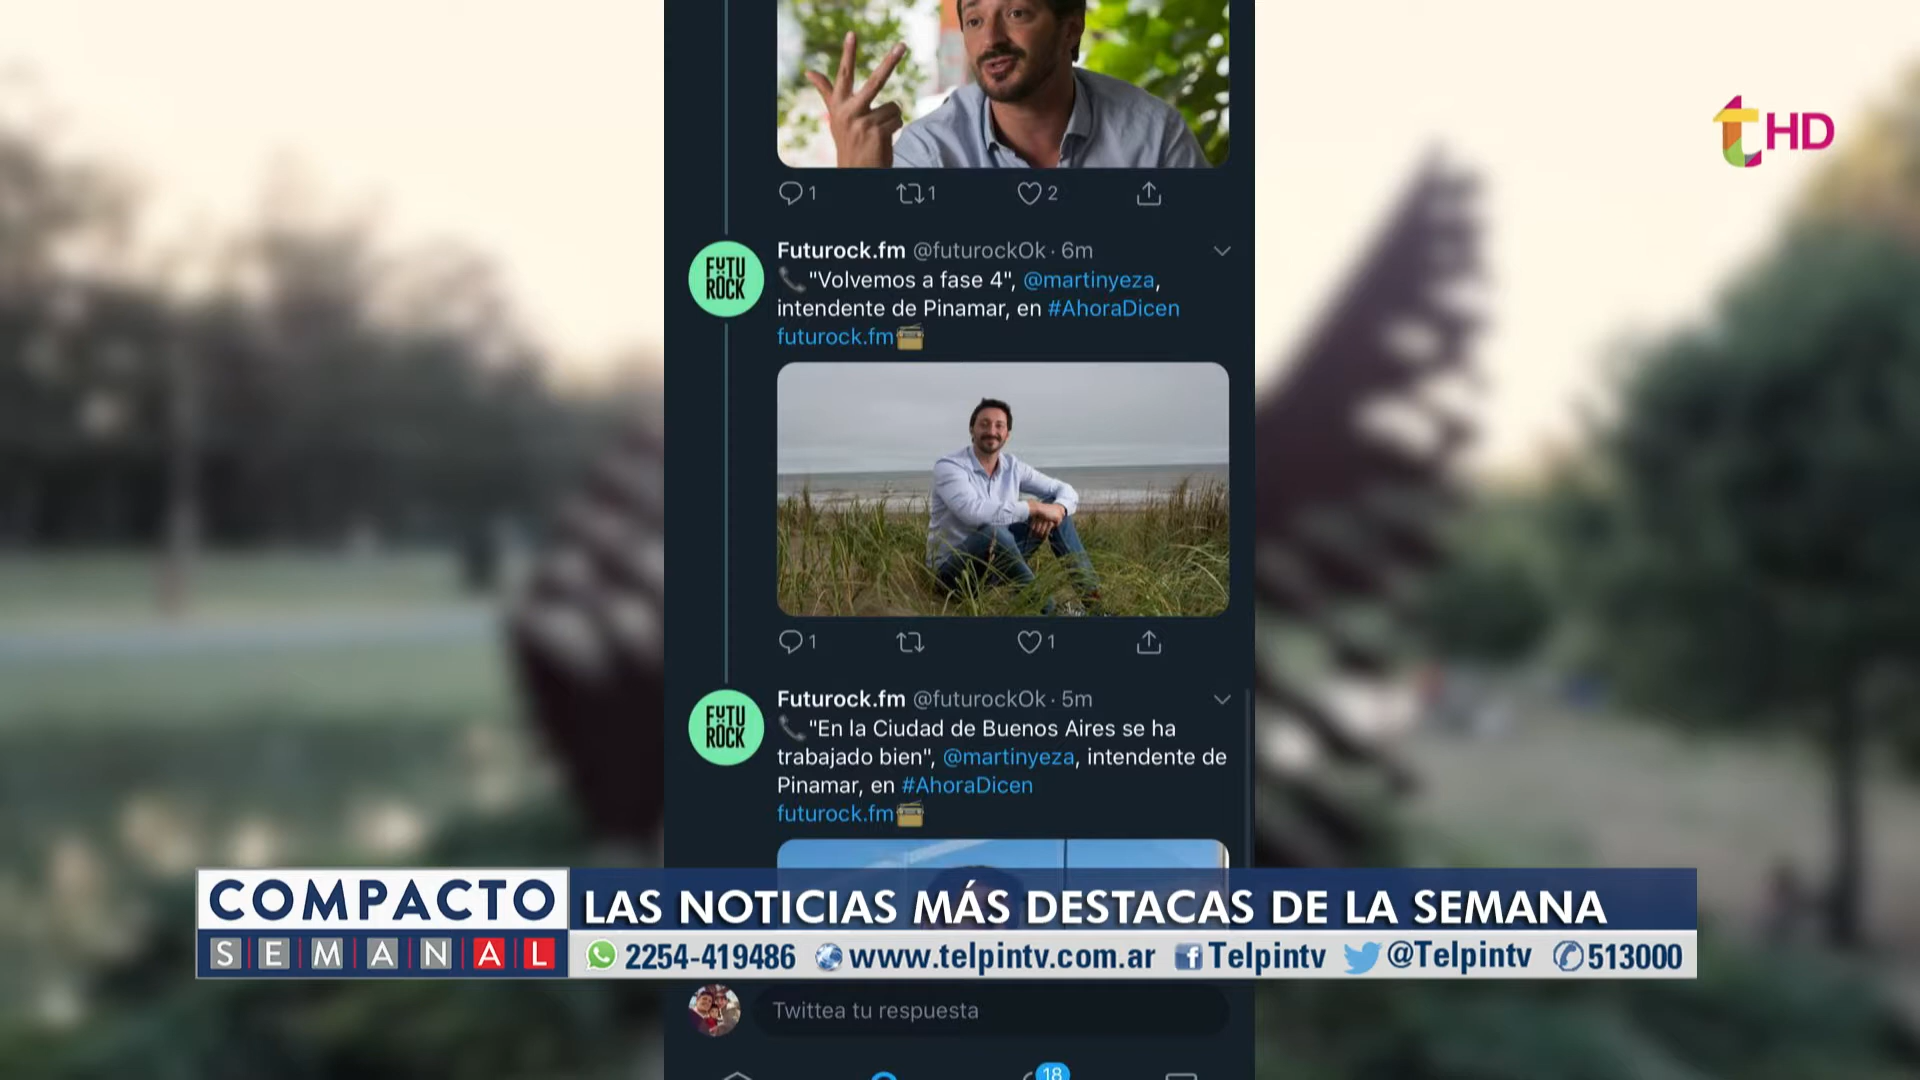 HD
1 1 2
Futurock.fm @futurockOk · 6m
FUTU
ROCK
"Volvemos a fase 4", @martinyeza,
intendente de Pinamar, en #AhoraDicen
futurock.fm
1 1
Futurock.fm @futurockOk · 5m
FUTU
ROCK
"En la Ciudad de Buenos Aires se ha
trabajado bien", @martinyeza, intendente de
Pinamar, en #AhoraDicen
futurock.fm
COMPACTO
SEMANAL
LAS NOTICIAS MÁS DESTACAS DE LA SEMANA
2254-419486 www.telpintv.com.ar Telpintv @Telpintv 513000
Twittea tu respuesta
18